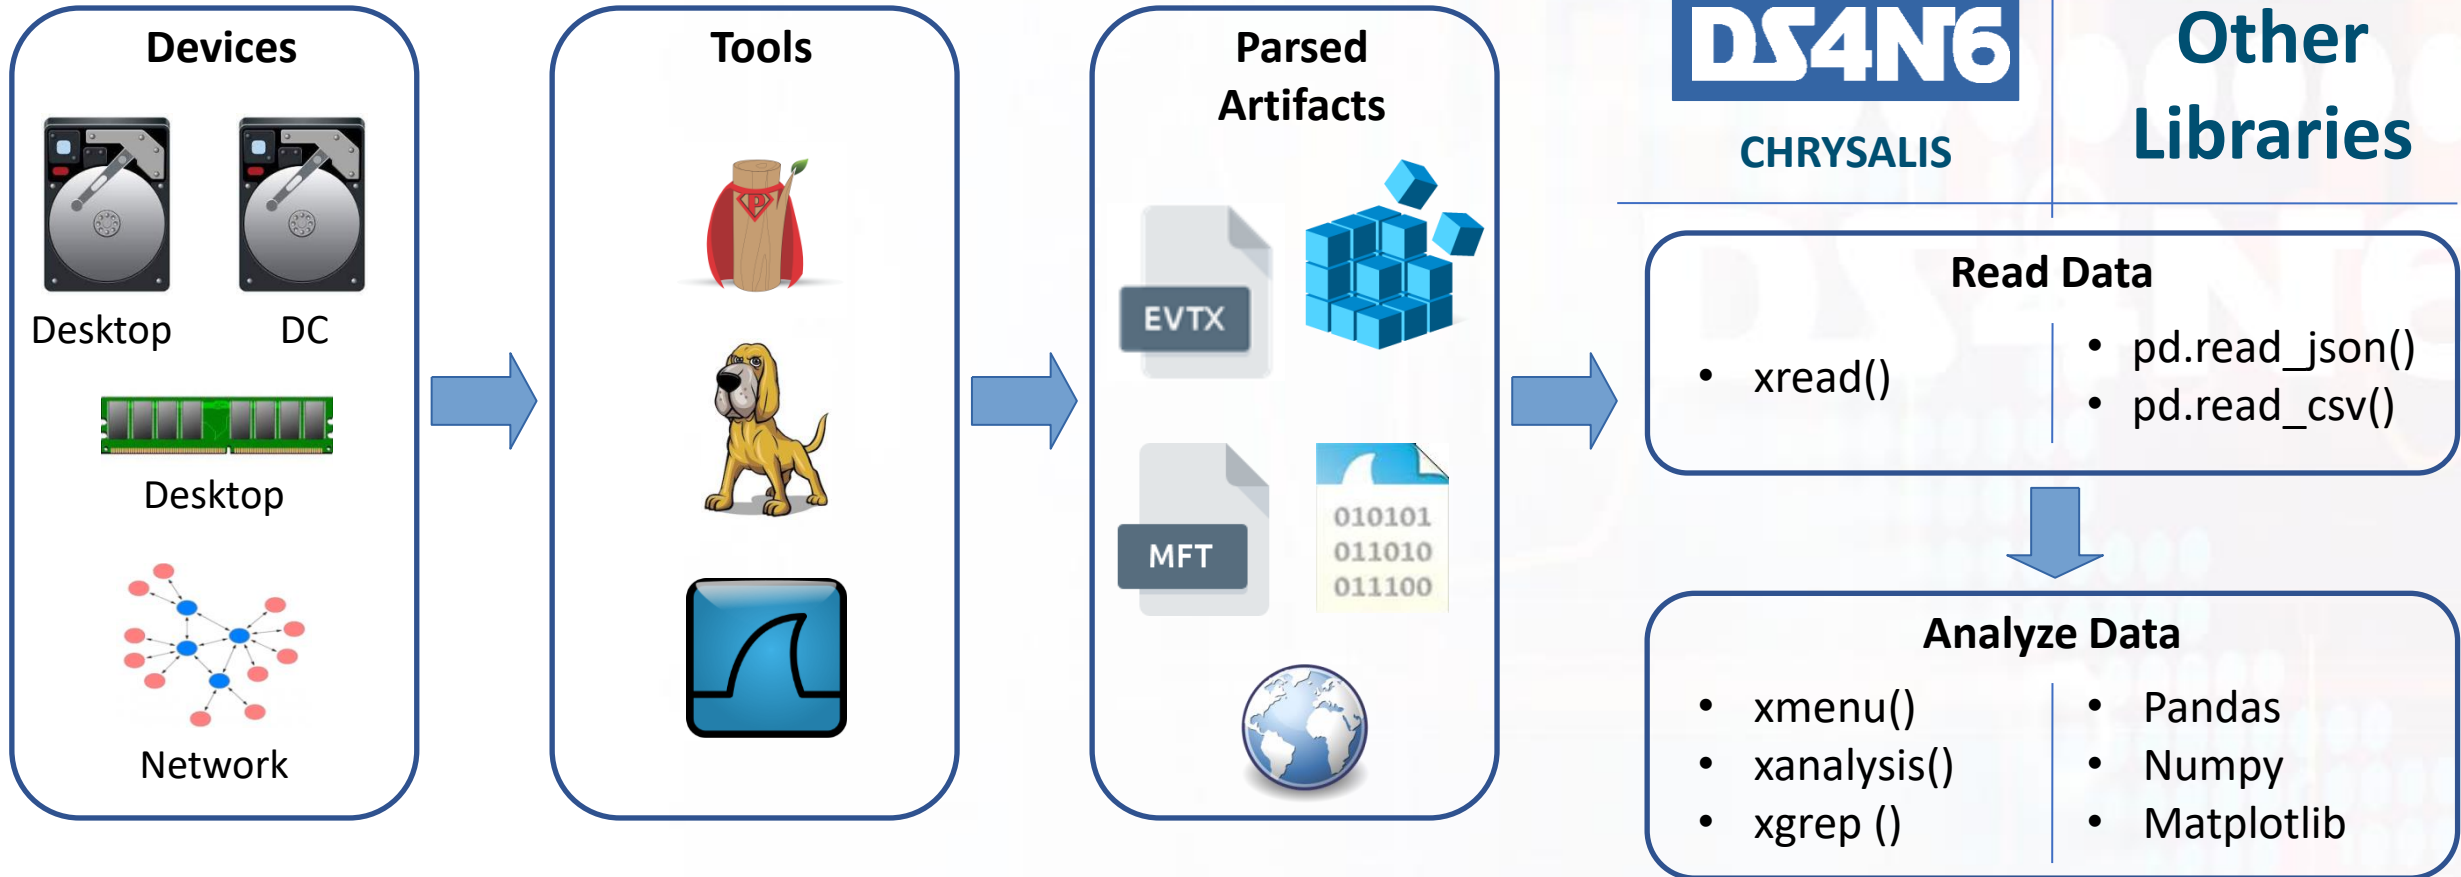 Devices
Desktop
DC
Desktop
Network
Tools
P
Parsed
Artifacts
EVTX
MFT
010101
011010
011100
DS4N6
CHRYSALIS
Other
Libraries
Read Data
• xread()
• pd.read_json()
• pd.read_csv()
Analyze Data
• xmenu()
• xanalysis()
• xgrep ()
• Pandas
• Numpy
• Matplotlib